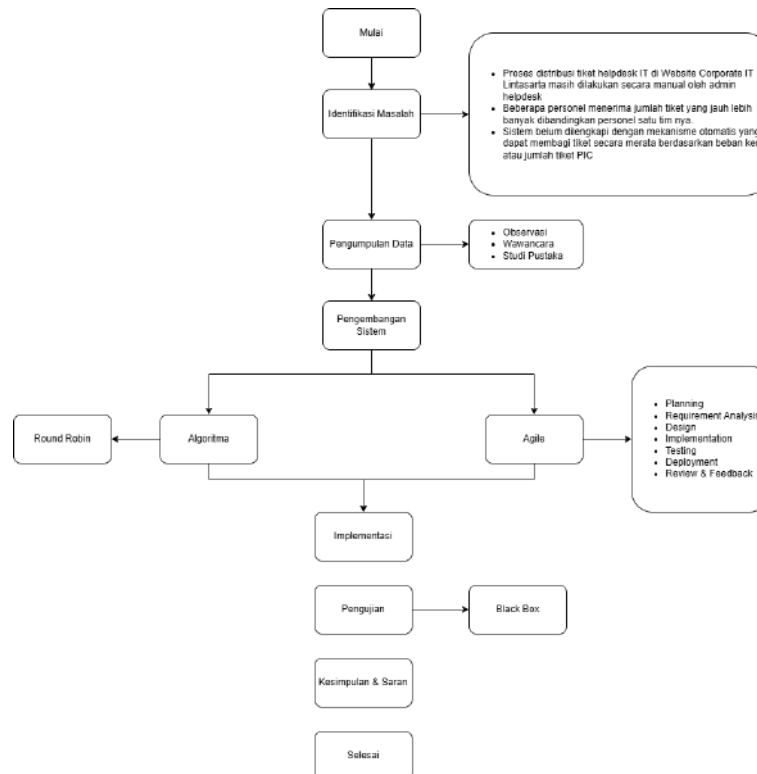 Mulai
Identifikasi Masalah
• Proses distribusi tiket helpdesk IT di Website Corporate IT
Lintasarta masih dilakukan secara manual oleh admin
helpdesk
• Beberapa personel menerima jumlah tiket yang jauh lebih
banyak dibandingkan personel satu tim nya.
• Sistem belum dilengkapi dengan mekanisme otomatis yang
dapat membagi tiket secara merata berdasarkan beban
atau jumlah tiket PIC
Pengumpulan Data
• Observasi
• Wawancara
• Studi Pustaka
Pengembangan
Sistem
Round Robin
Algoritma
Agile
• Planning
• Requirement Analysis
• Design
• Implementation
• Testing
• Deployment
• Review & Feedback
Implementasi
Pengujian
Black Box
Kesimpulan & Saran
Selesai